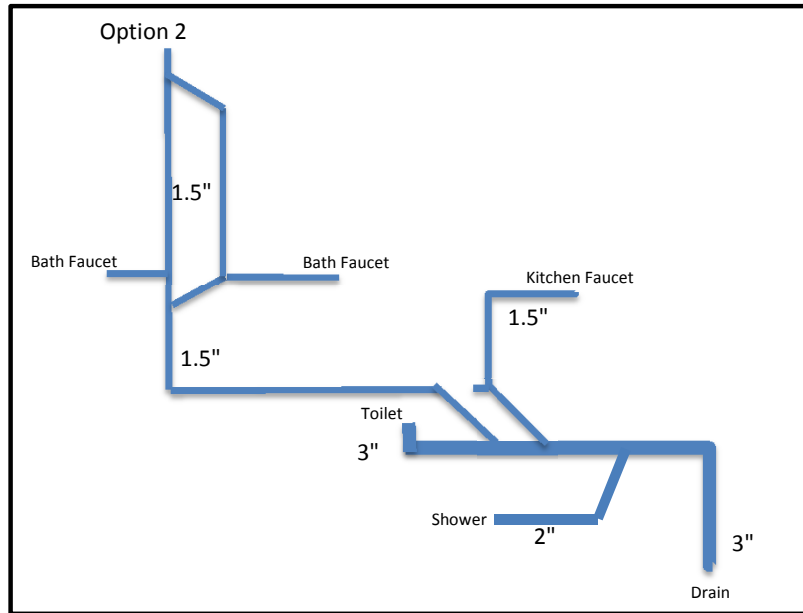 Option 2
1.5"
Bath Faucet
Bath Faucet
Kitchen Faucet
1.5"
1.5"
Toilet
3"
Shower
2"
3"
Drain